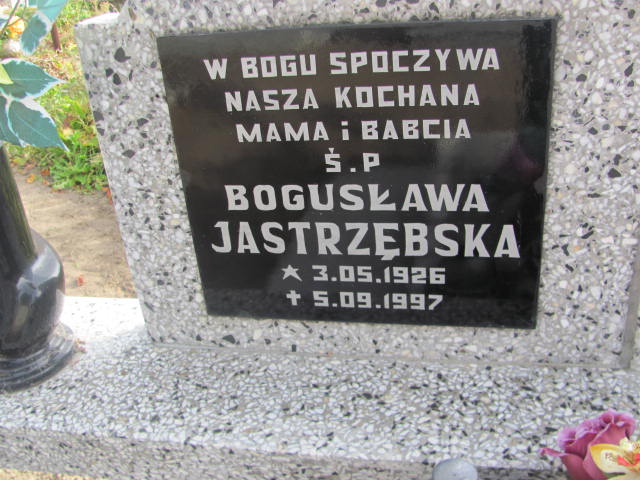 W BOGU SPOCZYWA
NASZA KOCHANA
MAMA i BABCIA
Ś.P
BOGUSŁAWA
JASTRZĘBSKA
★ 3.05.1926
✝ 5.09.1997